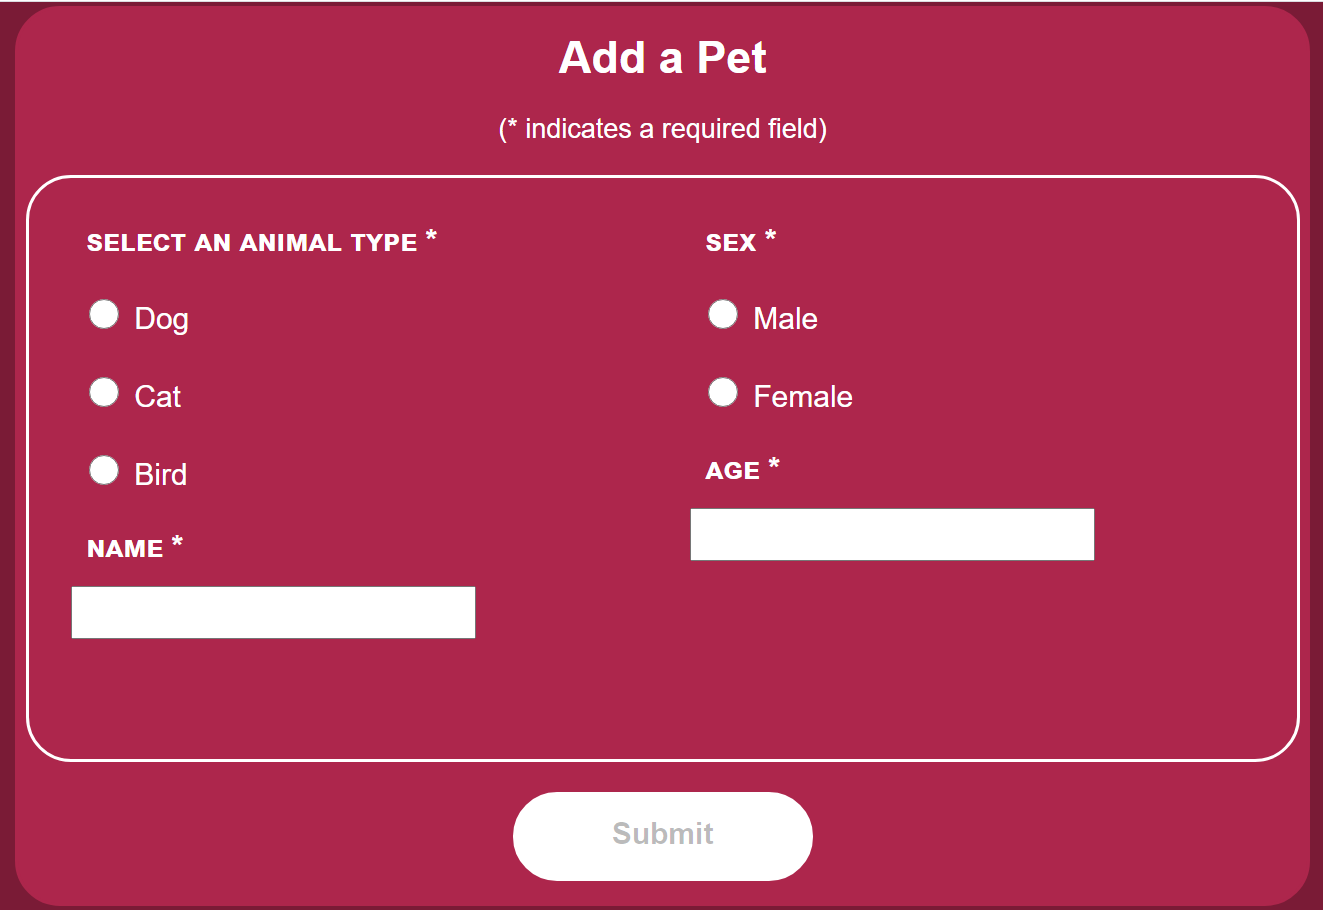 Add a Pet
(* indicates a required field)
SELECT AN ANIMAL TYPE *
Dog
Cat
Bird
NAME *
SEX *
Male
Female
AGE *
Submit